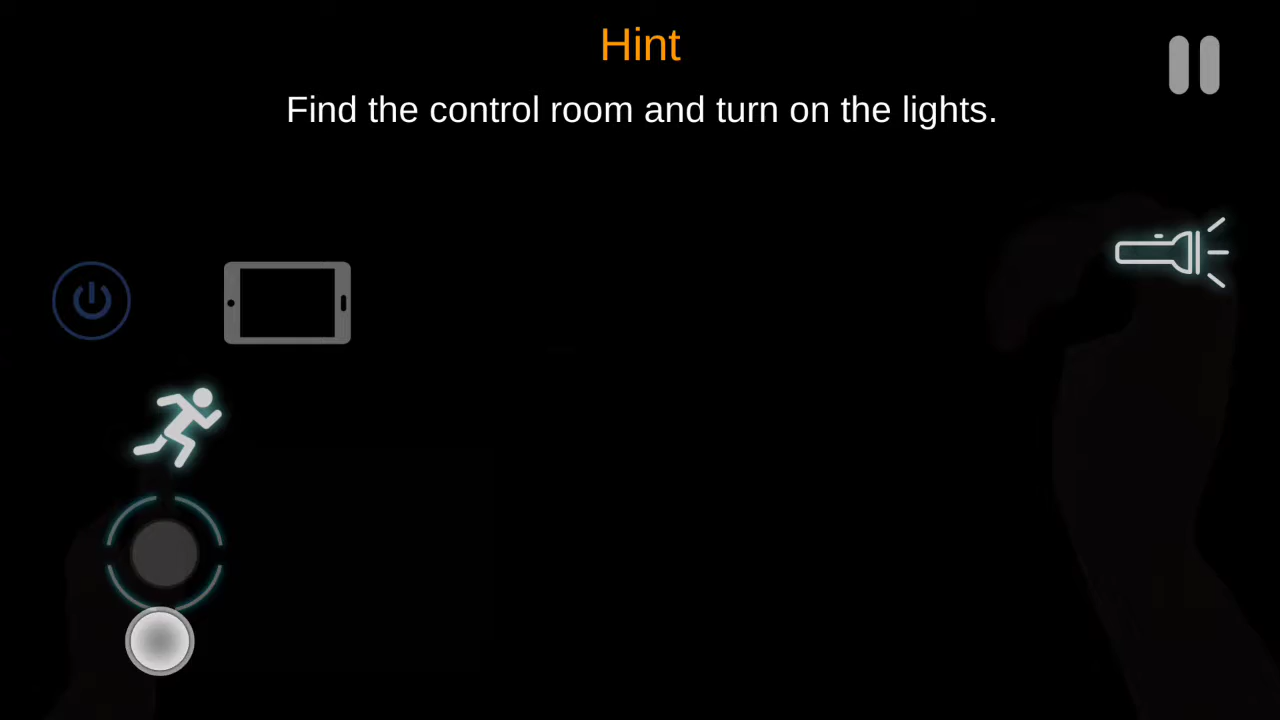 Hint
Find the control room and turn on the lights.